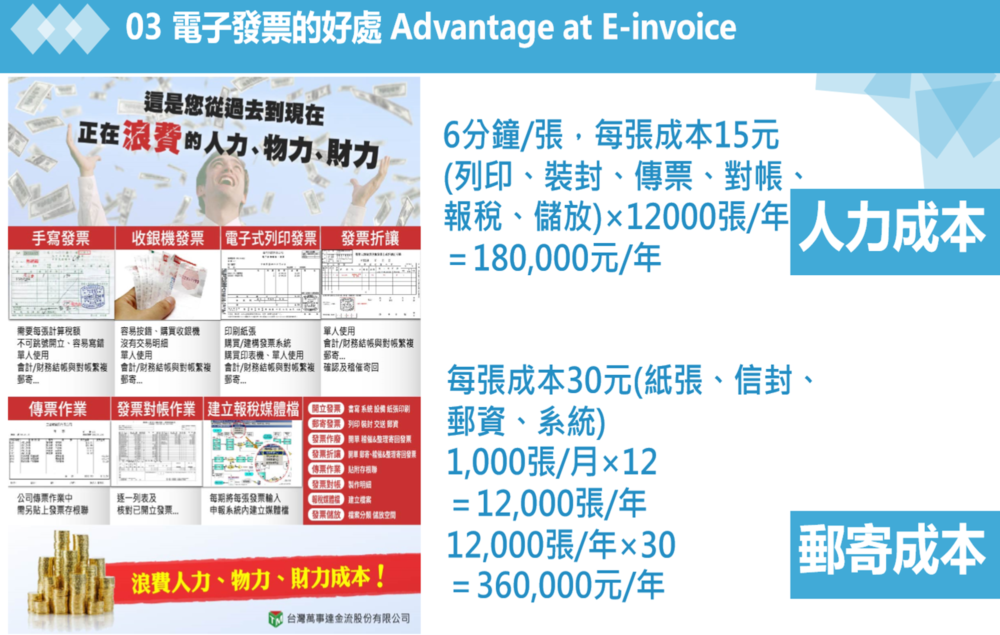 03 電子發票的好處 Advantage at E-invoice
這是您從過去到現在
正在浪費的人力、物力、財力
手寫發票
收銀機發票
電子式列印發票
發票折讓
需要每張計算稅額
不可跳號開立、容易寫錯
單人使用
會計/財務結帳與對帳繁複
郵寄...
容易按錯、購買收銀機
沒有交易明細
單人使用
會計/財務結帳與對帳繁複
郵寄...
印刷紙張
購買/建構發票系統
購買印表機、單人使用
會計/財務結帳與對帳繁複
郵寄...
單人使用
會計/財務結帳與對帳繁複
郵寄...
確認及稽催寄回
傳票作業
發票對帳作業
建立報稅媒體檔
公司傳票作業中
需另貼上發票存根聯
逐一列表及
核對已開立發票...
每期將每張發票輸入
申報系統內建立媒體檔
開立發票 書寫 系統 設備 紙張印刷
郵寄發票 列印 裝封 交送 郵資
發票作廢 開單 稽催&整理寄回發票
發票折讓 開單 郵寄、稽催&整理寄回發票
傳票作業 貼附存根聯
發票對帳 製作明細
報稅媒體檔 建立檔案
發票儲放 檔案分類 儲放空間
浪費人力、物力、財力成本！
TM 台灣萬事達金流股份有限公司
6分鐘/張，每張成本15元
(列印、裝封、傳票、對帳、
報稅、儲放)×12000張/年
＝180,000元/年
人力成本
每張成本30元(紙張、信封、
郵資、系統)
1,000張/月×12
＝12,000張/年
12,000張/年×30
＝360,000元/年
郵寄成本